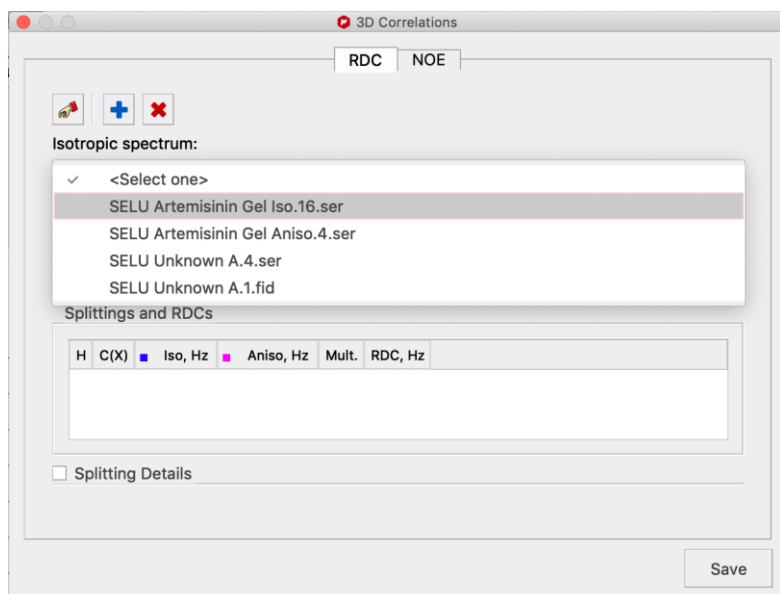 3D Correlations
RDC NOE
Isotropic spectrum:
<Select one>
SELU Artemisinin Gel Iso.16.ser
SELU Artemisinin Gel Aniso.4.ser
SELU Unknown A.4.ser
SELU Unknown A.1.fid
Splittings and RDCs
H C(X) Iso, Hz Aniso, Hz Mult. RDC, Hz
Splitting Details
Save